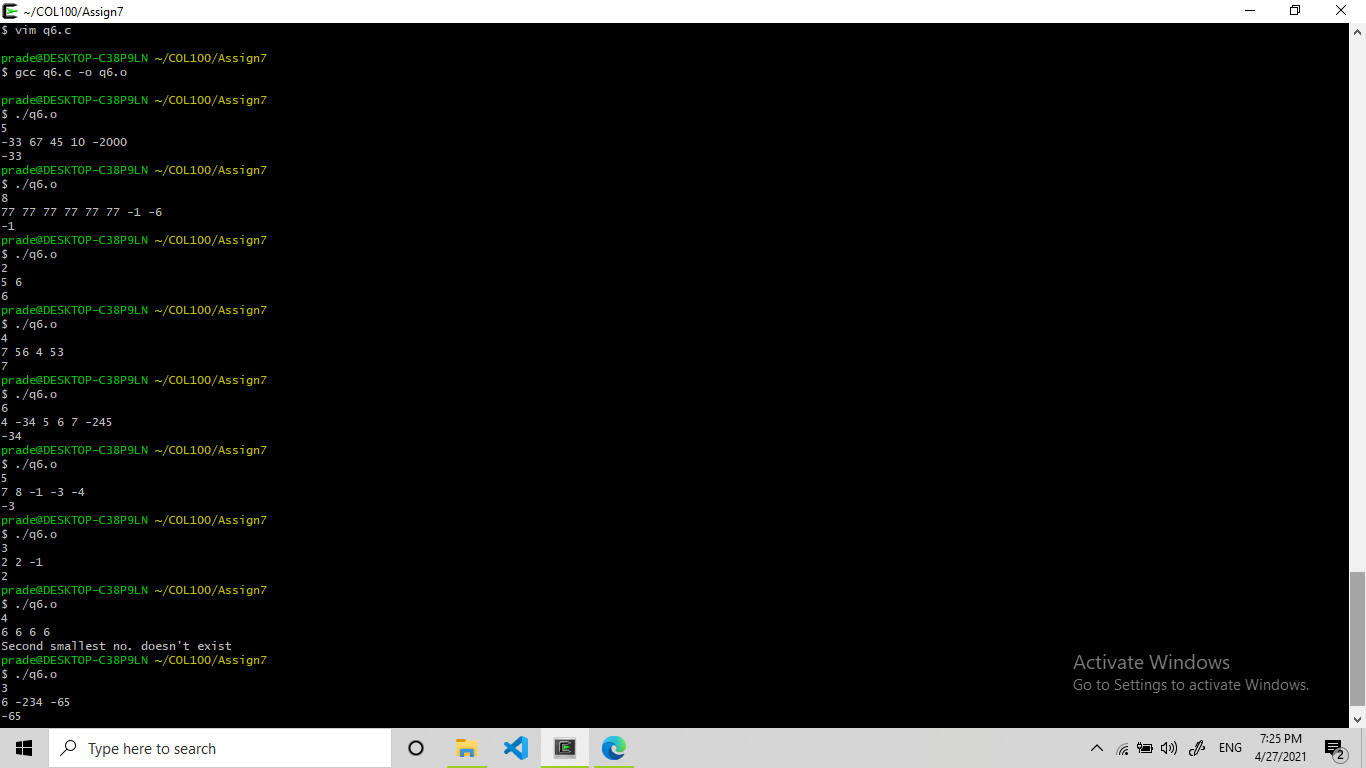 ~/COL100/Assign7
$ vim q6.c
prade@DESKTOP-C38P9LN ~/COL100/Assign7
$ gcc q6.c -o q6.o
prade@DESKTOP-C38P9LN ~/COL100/Assign7
$ ./q6.o
5
-33 67 45 10 -2000
-33
prade@DESKTOP-C38P9LN ~/COL100/Assign7
$ ./q6.o
8
77 77 77 77 77 77 -1 -6
-1
prade@DESKTOP-C38P9LN ~/COL100/Assign7
$ ./q6.o
2
5 6
6
prade@DESKTOP-C38P9LN ~/COL100/Assign7
$ ./q6.o
4
7 56 4 53
7
prade@DESKTOP-C38P9LN ~/COL100/Assign7
$ ./q6.o
6
4 -34 5 6 7 -245
-34
prade@DESKTOP-C38P9LN ~/COL100/Assign7
$ ./q6.o
5
7 8 -1 -3 -4
-3
prade@DESKTOP-C38P9LN ~/COL100/Assign7
$ ./q6.o
3
2 2 -1
2
prade@DESKTOP-C38P9LN ~/COL100/Assign7
$ ./q6.o
4
6 6 6 6
Second smallest no. doesn't exist
prade@DESKTOP-C38P9LN ~/COL100/Assign7
$ ./q6.o
3
6 -234 -65
-65
Activate Windows
Go to Settings to activate Windows.
Type here to search
ENG
7:25 PM
4/27/2021
2